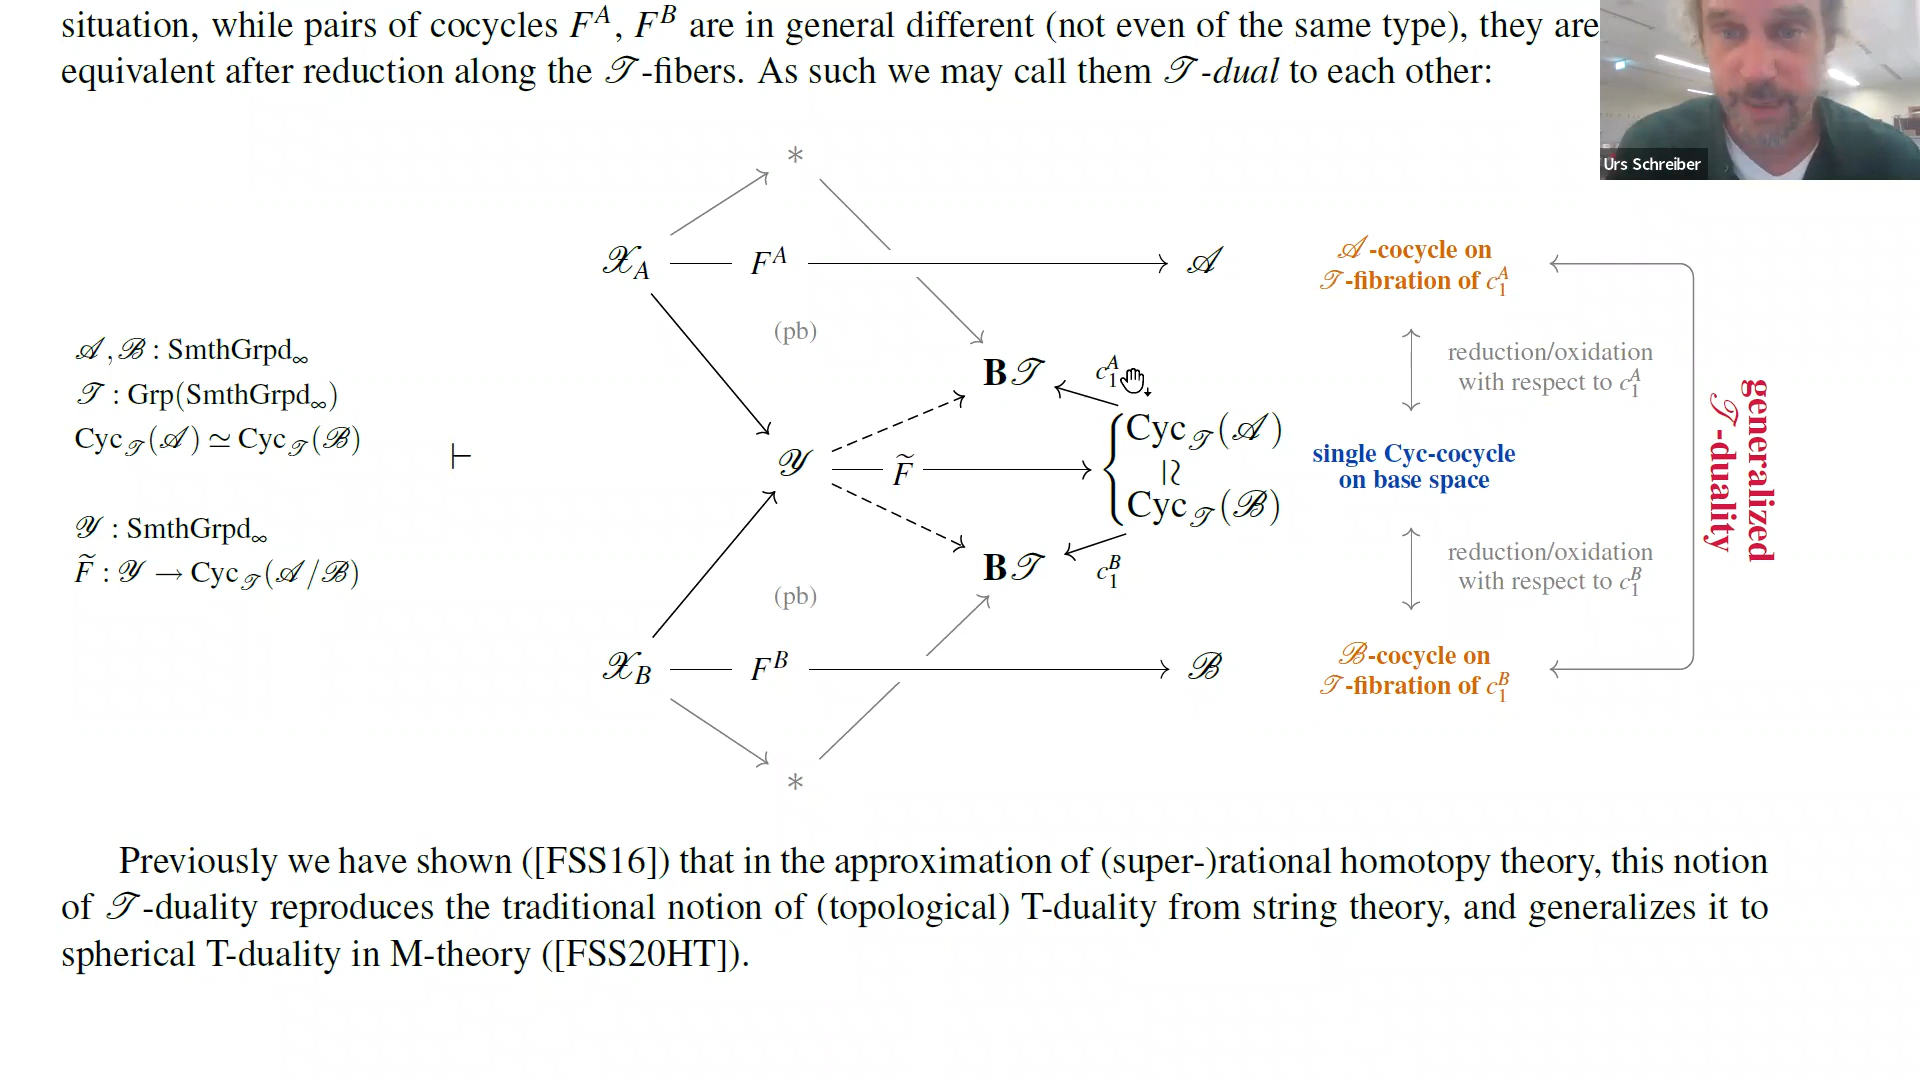 situation, while pairs of cocycles F^A, F^B are in general different (not even of the same type), they are
equivalent after reduction along the 𝒯-fibers. As such we may call them 𝒯-dual to each other:
Urs Schreiber
*
𝒳_A F^A 𝒜
𝒜-cocycle on
𝒯-fibration of c_1^A
(pb)
𝒜, ℬ : SmthGrpd_∞
𝒯 : Grp(SmthGrpd_∞)
Cyc_𝒯(𝒜) ≃ Cyc_𝒯(ℬ)
⊢
𝒴 : SmthGrpd_∞
F̃ : 𝒴 → Cyc_𝒯(𝒜/ℬ)
B𝒯 c_1^A
reduction/oxidation
with respect to c_1^A
Cyc_𝒯(𝒜)
𝒴 F̃ { ≃
Cyc_𝒯(ℬ)
single Cyc-cocycle
on base space
generalized
𝒯-duality
B𝒯 c_1^B
reduction/oxidation
with respect to c_1^B
(pb)
𝒳_B F^B ℬ
ℬ-cocycle on
𝒯-fibration of c_1^B
*
Previously we have shown ([FSS16]) that in the approximation of (super-)rational homotopy theory, this notion
of 𝒯-duality reproduces the traditional notion of (topological) T-duality from string theory, and generalizes it to
spherical T-duality in M-theory ([FSS20HT]).